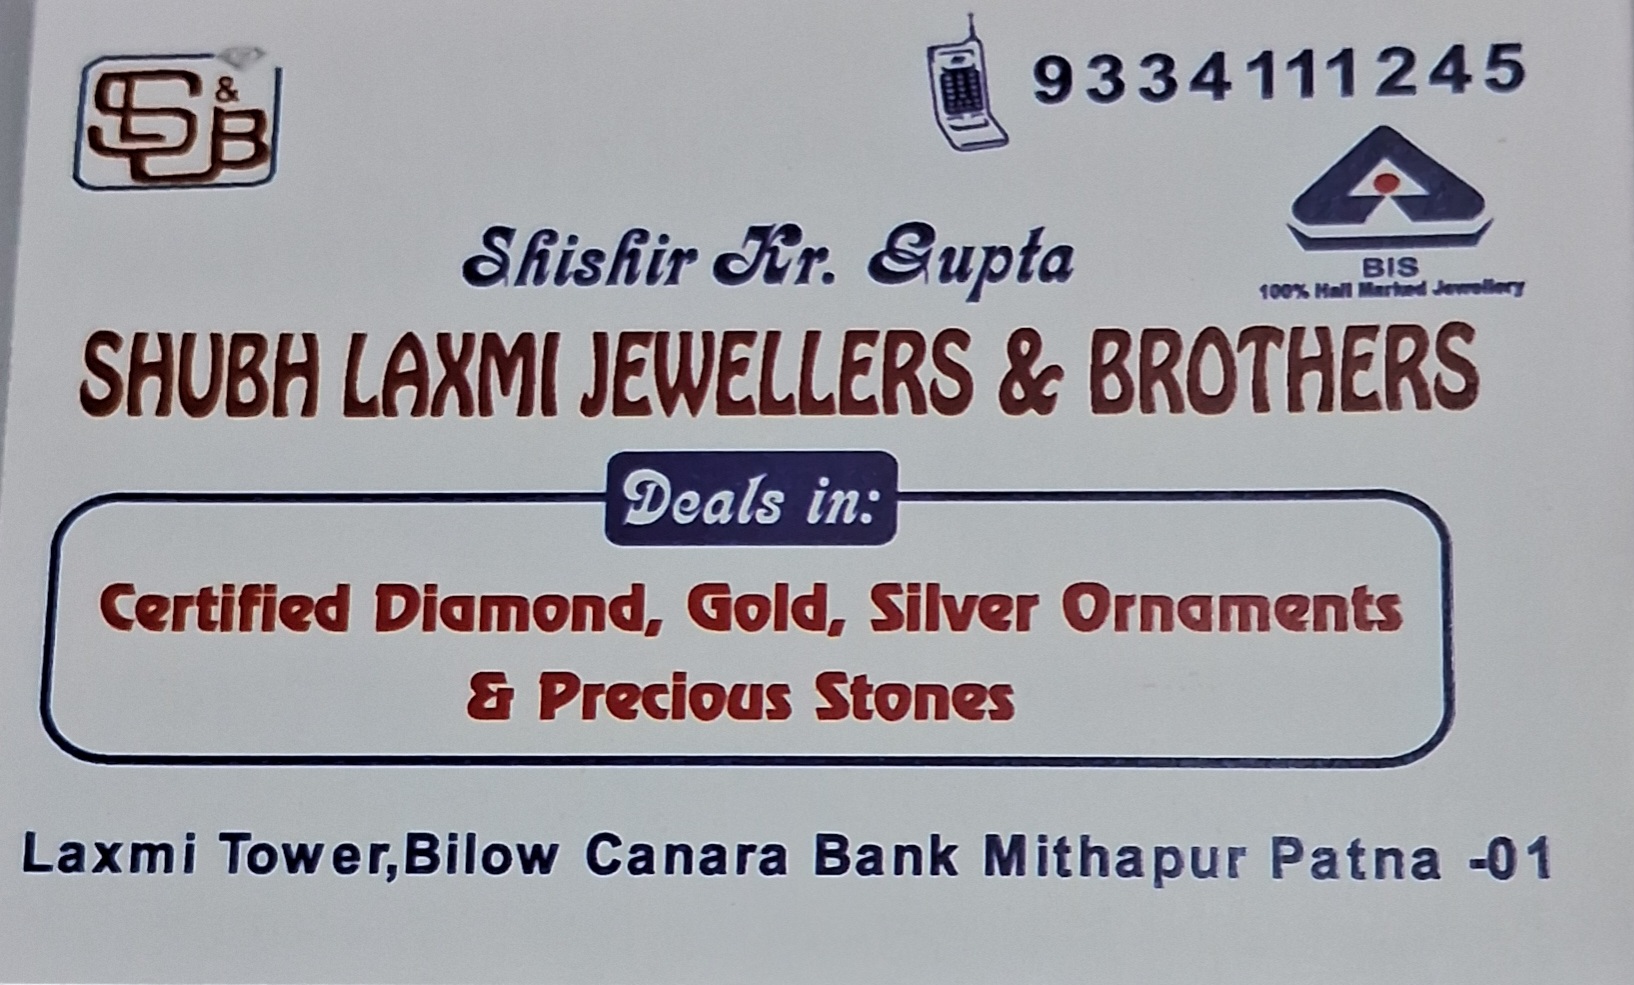 SJ&B
9334111245
BIS
100% Hall Marked Jewellery
Shishir Kr. Gupta
SHUBH LAXMI JEWELLERS & BROTHERS
Deals in:
Certified Diamond, Gold, Silver Ornaments
& Precious Stones
Laxmi Tower,Bilow Canara Bank Mithapur Patna -01